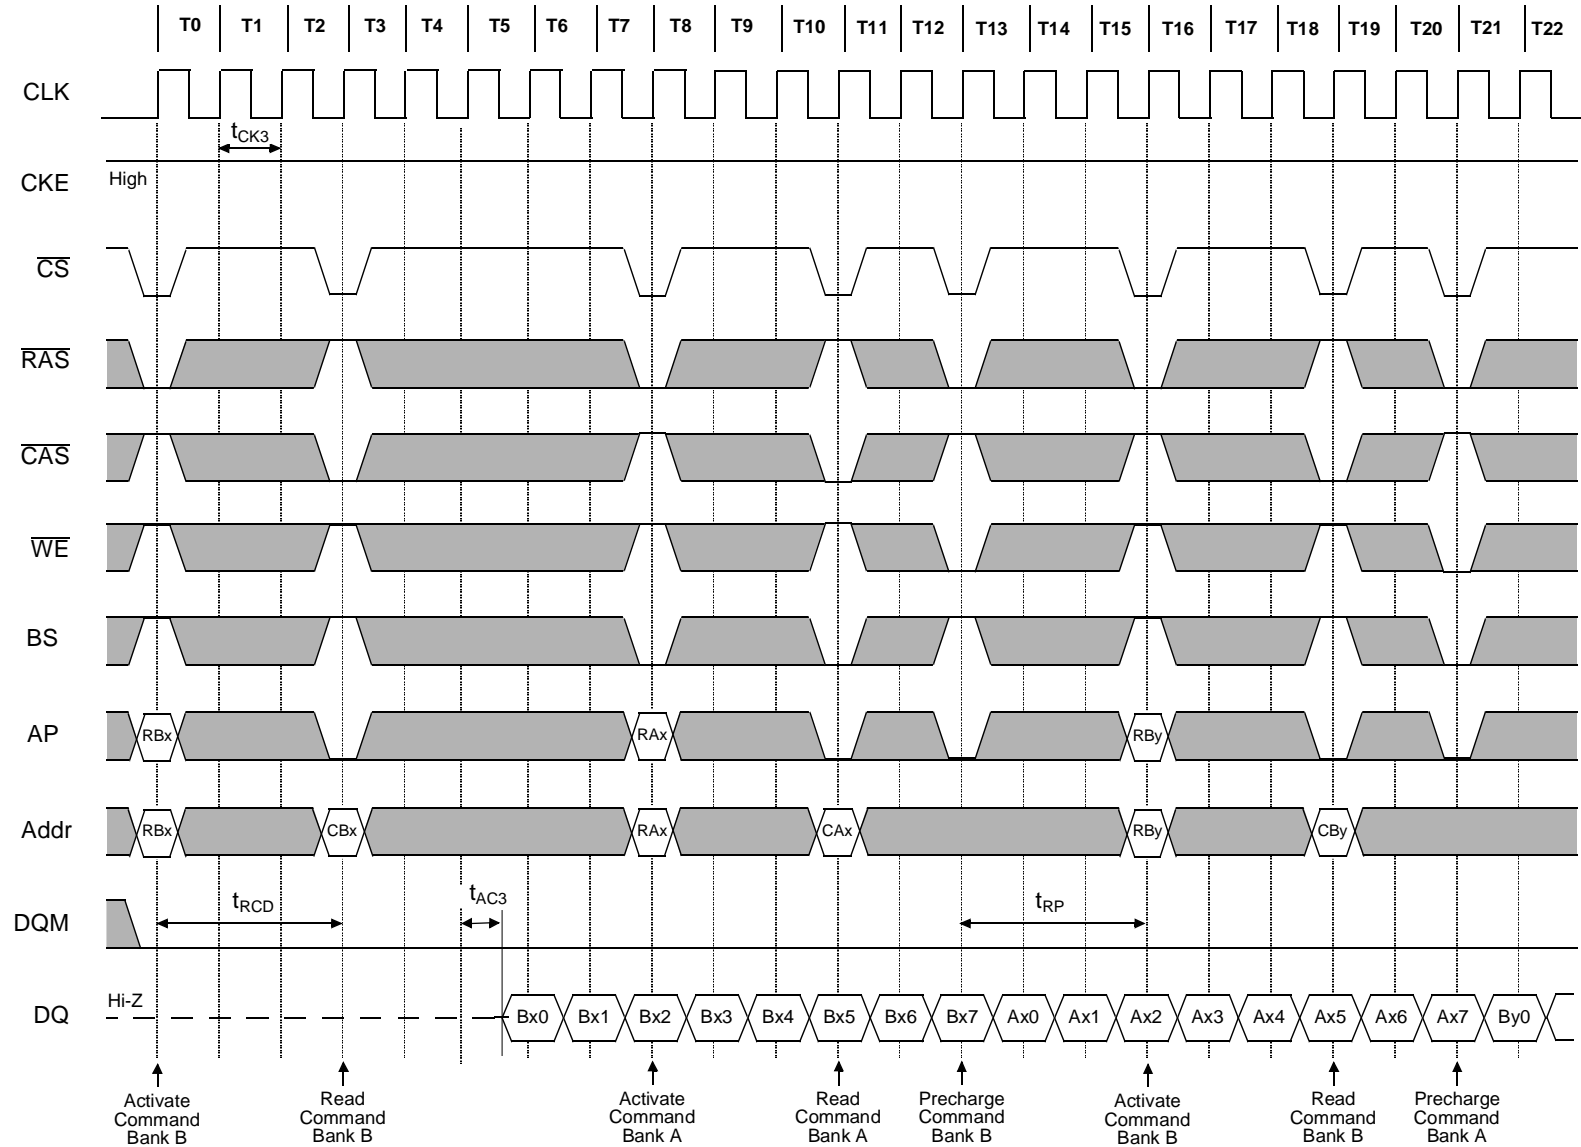 T0 T1 T2 T3 T4 T5 T6 T7 T8 T9 T10 T11 T12 T13 T14 T15 T16 T17 T18 T19 T20 T21 T22
CLK
tCK3
CKE
High
CS
RAS
CAS
WE
BS
AP
RBx RAx RBy
Addr
RBx CBx RAx CAx RBy CBy
DQM
tRCD tAC3 tRP
DQ
Hi-Z
Bx0 Bx1 Bx2 Bx3 Bx4 Bx5 Bx6 Bx7 Ax0 Ax1 Ax2 Ax3 Ax4 Ax5 Ax6 Ax7 By0
Activate
Command
Bank B
Read
Command
Bank B
Activate
Command
Bank A
Read
Command
Bank A
Precharge
Command
Bank B
Activate
Command
Bank B
Read
Command
Bank B
Precharge
Command
Bank A